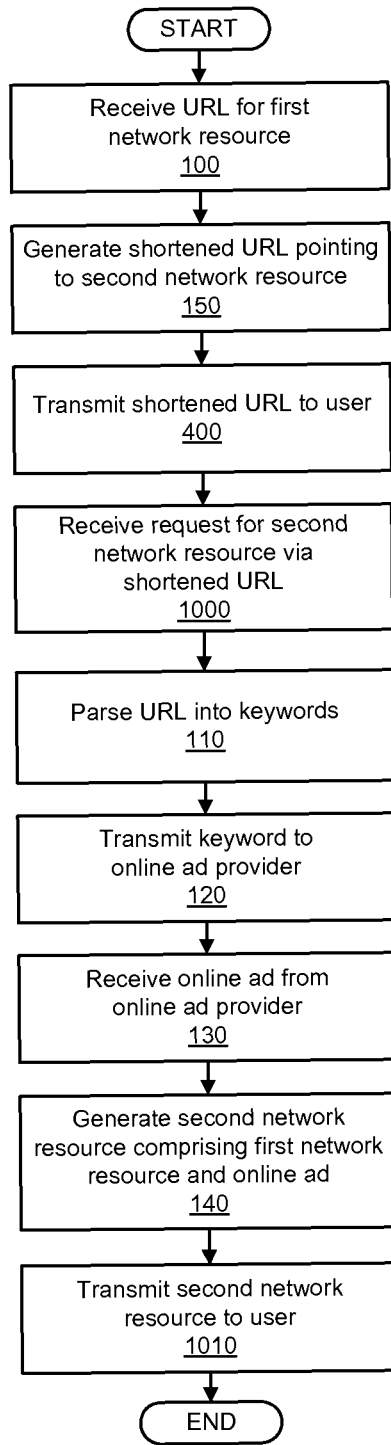 START
Receive URL for first
network resource
100
Generate shortened URL pointing
to second network resource
150
Transmit shortened URL to user
400
Receive request for second
network resource via
shortened URL
1000
Parse URL into keywords
110
Transmit keyword to
online ad provider
120
Receive online ad from
online ad provider
130
Generate second network
resource comprising first network
resource and online ad
140
Transmit second network
resource to user
1010
END